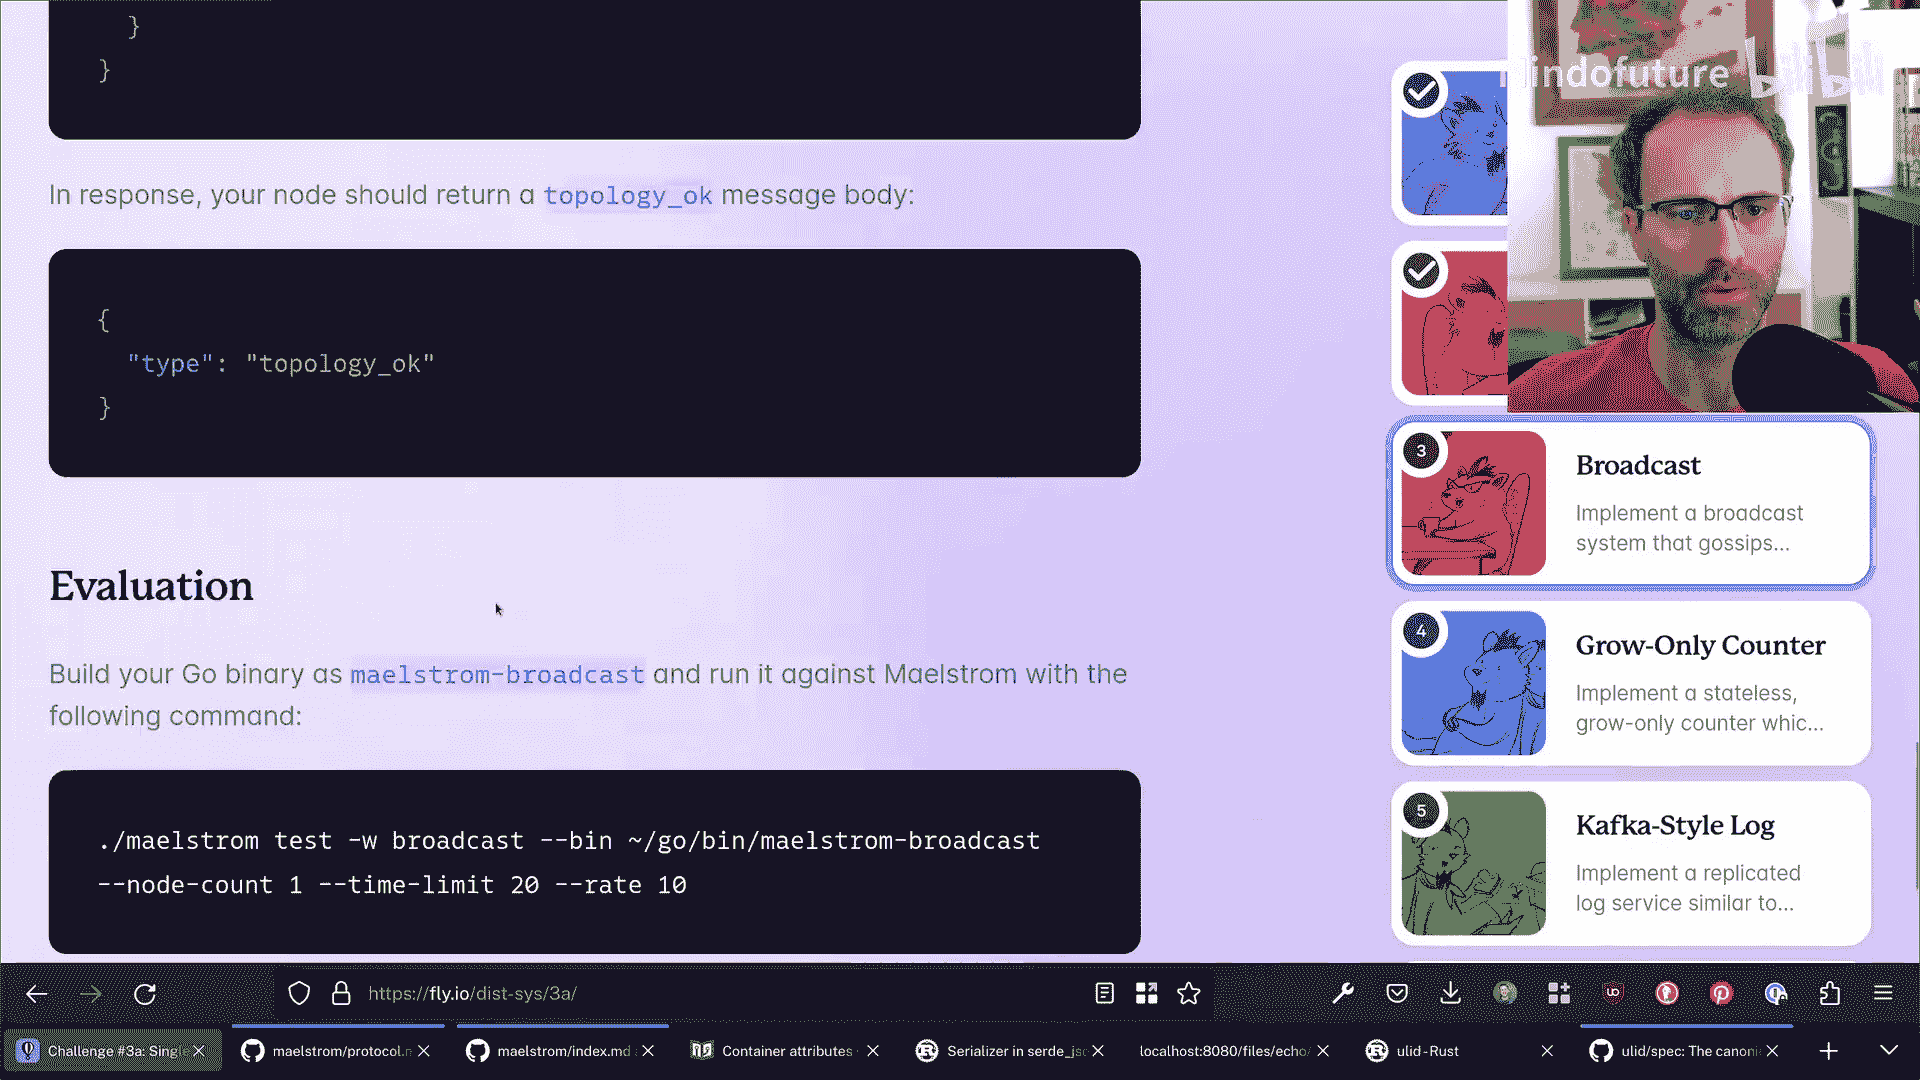 }
}
In response, your node should return a topology_ok message body:
{
"type": "topology_ok"
}
Evaluation
Build your Go binary as maelstrom-broadcast and run it against Maelstrom with the
following command:
./maelstrom test -w broadcast --bin ~/go/bin/maelstrom-broadcast
--node-count 1 --time-limit 20 --rate 10
bilibili
3
Broadcast
Implement a broadcast
system that gossips...
4
Grow-Only Counter
Implement a stateless,
grow-only counter whic...
5
Kafka-Style Log
Implement a replicated
log service similar to...
https://fly.io/dist-sys/3a/
Challenge #3a: Single
maelstrom/protocol.m
maelstrom/index.md
Container attributes
Serializer in serde_jso
localhost:8080/files/echo/
ulid - Rust
ulid/spec: The canoni